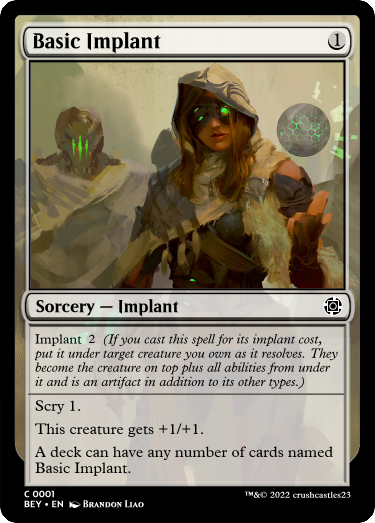 Basic Implant 1
Sorcery — Implant
Implant 2 (If you cast this spell for its implant cost,
put it under target creature you own as it resolves. They
become the creature on top plus all abilities from under
it and is an artifact in addition to its other types.)
Scry 1.
This creature gets +1/+1.
A deck can have any number of cards named
Basic Implant.
C 0001
BEY • EN Brandon Liao ™&© 2022 crushcastles23